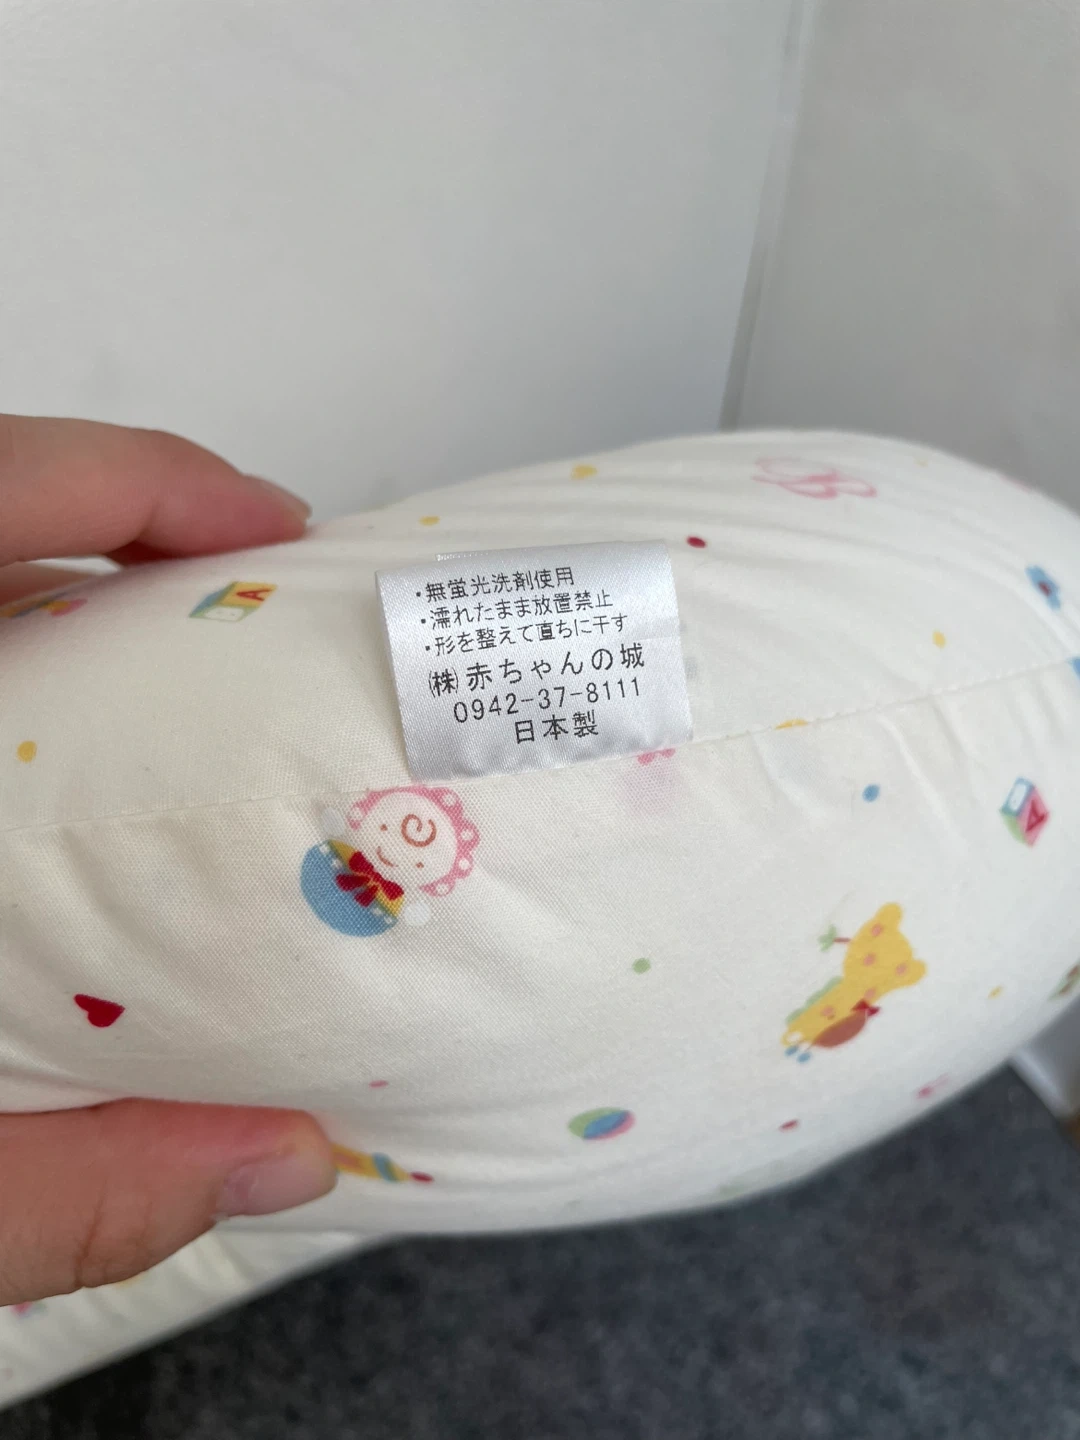 ・無蛍光洗剤使用
・濡れたまま放置禁止
・形を整えて直ちに干す
㈱赤ちゃんの城
0942-37-8111
日本製
A
B
A